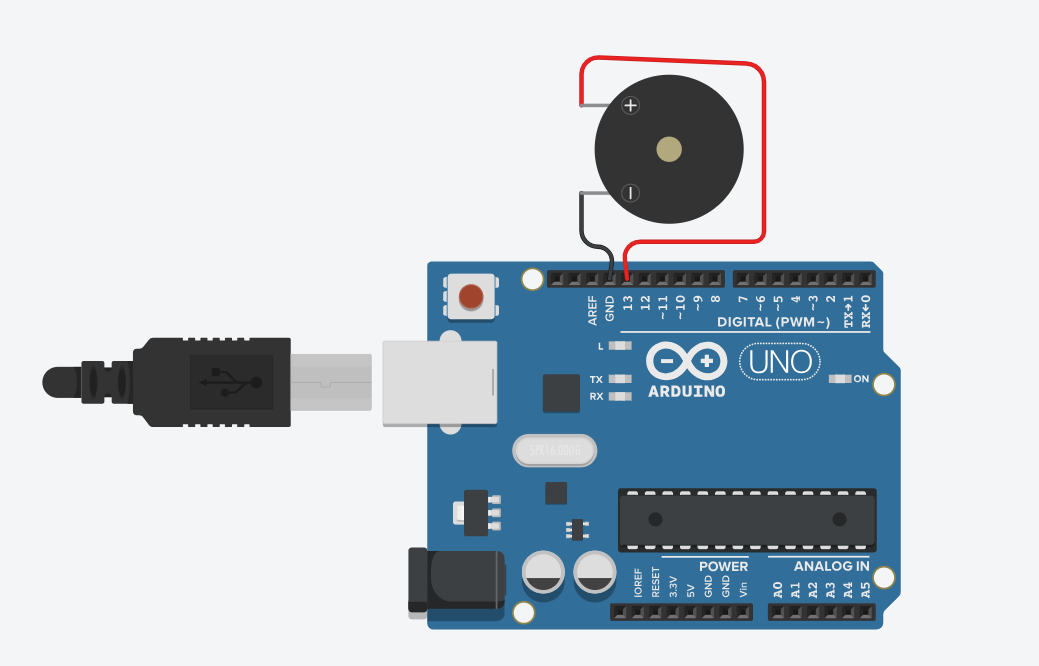 +
−
AREF
GND
13
12
~11
~10
~9
8
7
~6
~5
4
~3
2
TX→1
RX←0
DIGITAL (PWM~)
L
TX
RX
ARDUINO
UNO
ON
SPK16.000G
IOREF
RESET
3.3V
5V
GND
GND
Vin
POWER
A0
A1
A2
A3
A4
A5
ANALOG IN